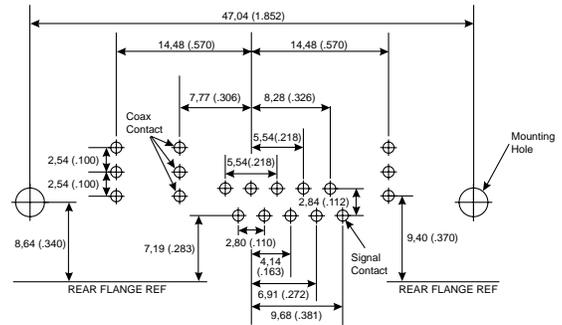 47,04 (1.852)
14,48 (.570)
14,48 (.570)
7,77 (.306)
8,28 (.326)
Coax
Contact
5,54(.218)
Mounting
Hole
2,54 (.100)
5,54(.218)
2,54 (.100)
2,84 (.112)
8,64 (.340)
7,19 (.283)
2,80 (.110)
9,40 (.370)
4,14
(.163)
Signal
Contact
REAR FLANGE REF
6,91 (.272)
REAR FLANGE REF
9,68 (.381)